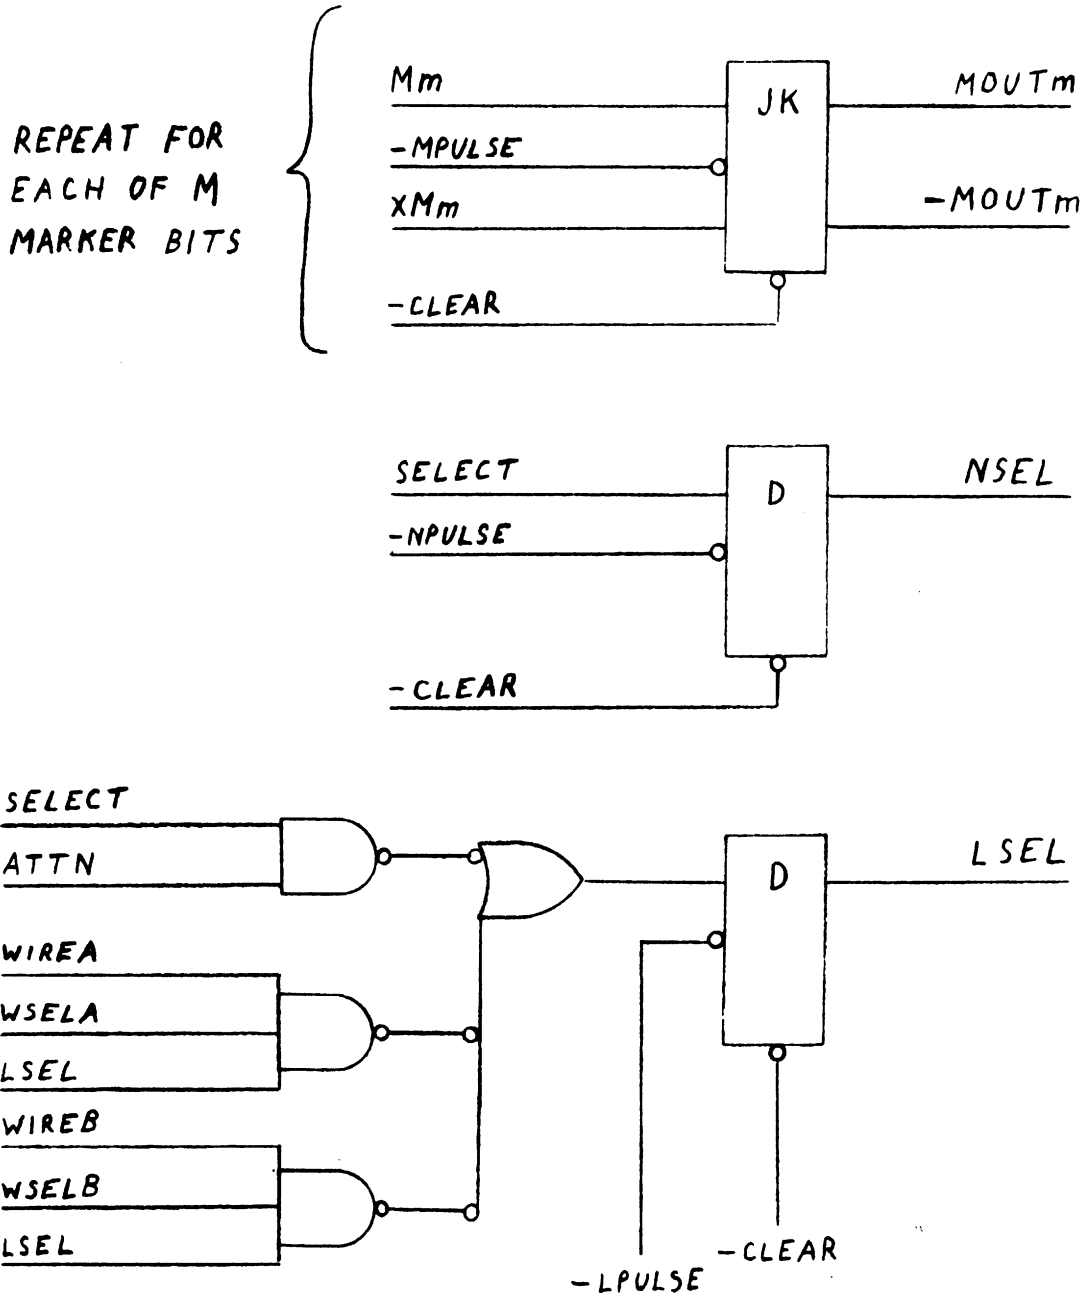 REPEAT FOR
EACH OF M
MARKER BITS
Mm
-MPULSE
XMm
-CLEAR
JK
MOUTm
-MOUTm
SELECT
-NPULSE
-CLEAR
D
NSEL
SELECT
ATTN
WIREA
WSELA
LSEL
WIREB
WSELB
LSEL
D
LSEL
-LPULSE
-CLEAR